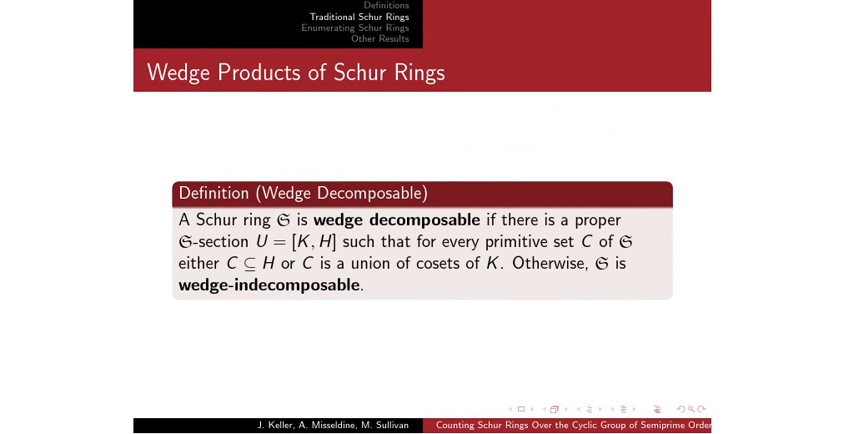 Definitions
Traditional Schur Rings
Enumerating Schur Rings
Other Results
Wedge Products of Schur Rings
Definition (Wedge Decomposable)
A Schur ring 𝔖 is wedge decomposable if there is a proper
𝔖-section U = [K, H] such that for every primitive set C of 𝔖
either C ⊆ H or C is a union of cosets of K. Otherwise, 𝔖 is
wedge-indecomposable.
J. Keller, A. Misseldine, M. Sullivan
Counting Schur Rings Over the Cyclic Group of Semiprime Order